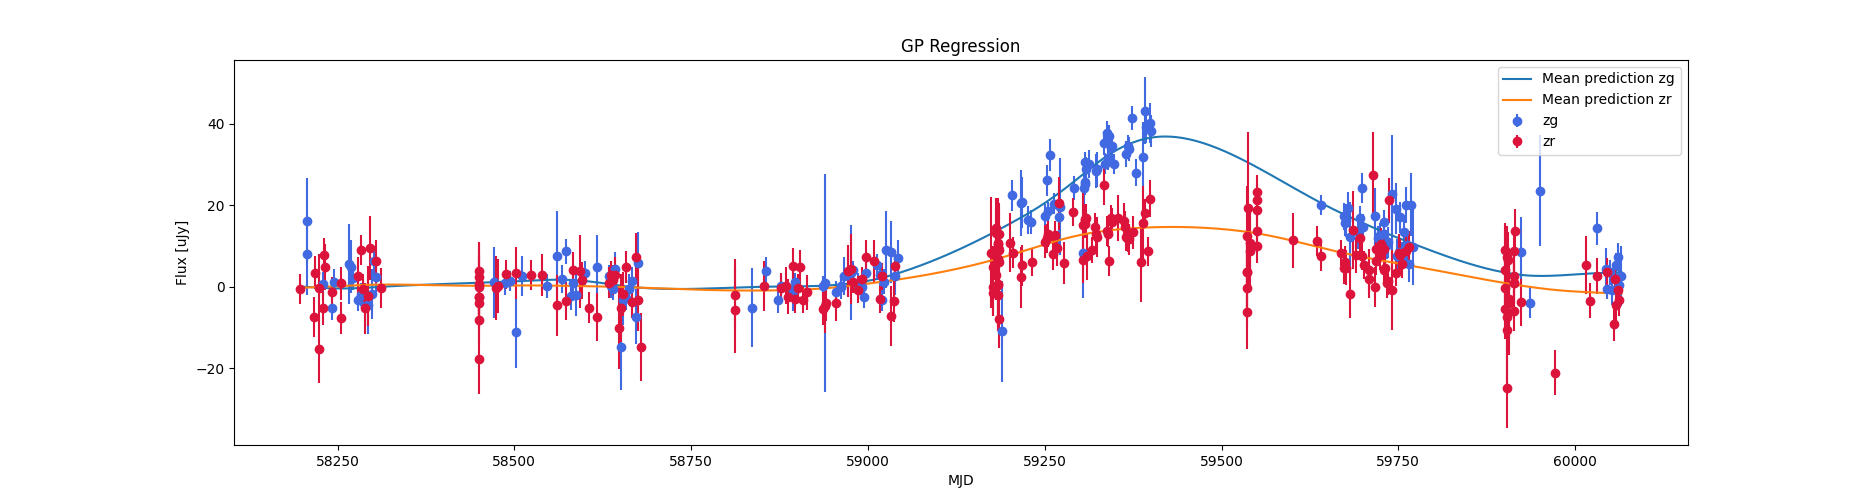 GP Regression
Flux [uJy]
40
20
0
−20
58250 58500 58750 59000 59250 59500 59750 60000
MJD
Mean prediction zg
Mean prediction zr
zg
zr